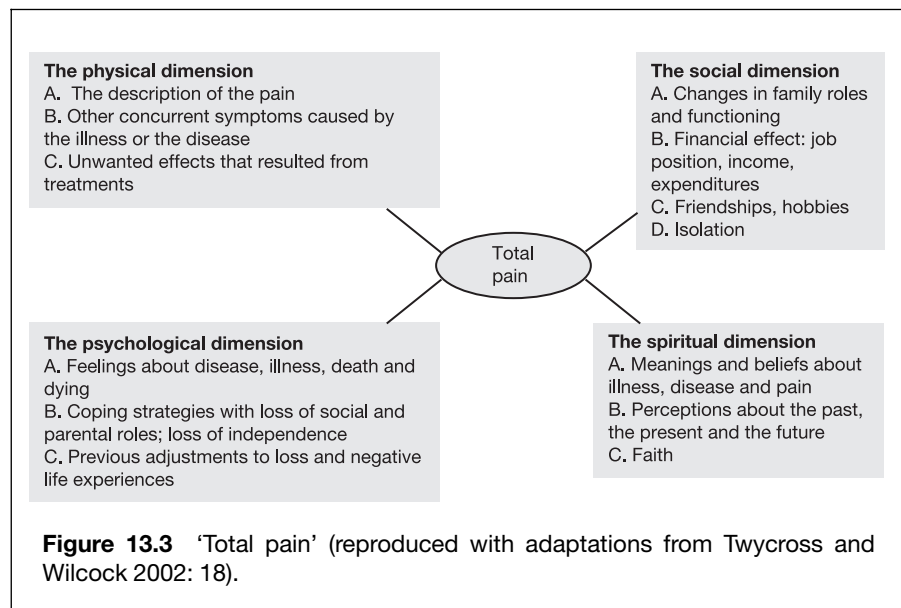 The physical dimension
A. The description of the pain
B. Other concurrent symptoms caused by
the illness or the disease
C. Unwanted effects that resulted from
treatments
The social dimension
A. Changes in family roles
and functioning
B. Financial effect: job
position, income,
expenditures
C. Friendships, hobbies
D. Isolation
Total
pain
The psychological dimension
A. Feelings about disease, illness, death and
dying
B. Coping strategies with loss of social and
parental roles; loss of independence
C. Previous adjustments to loss and negative
life experiences
The spiritual dimension
A. Meanings and beliefs about
illness, disease and pain
B. Perceptions about the past,
the present and the future
C. Faith
Figure 13.3 ‘Total pain’ (reproduced with adaptations from Twycross and
Wilcock 2002: 18).